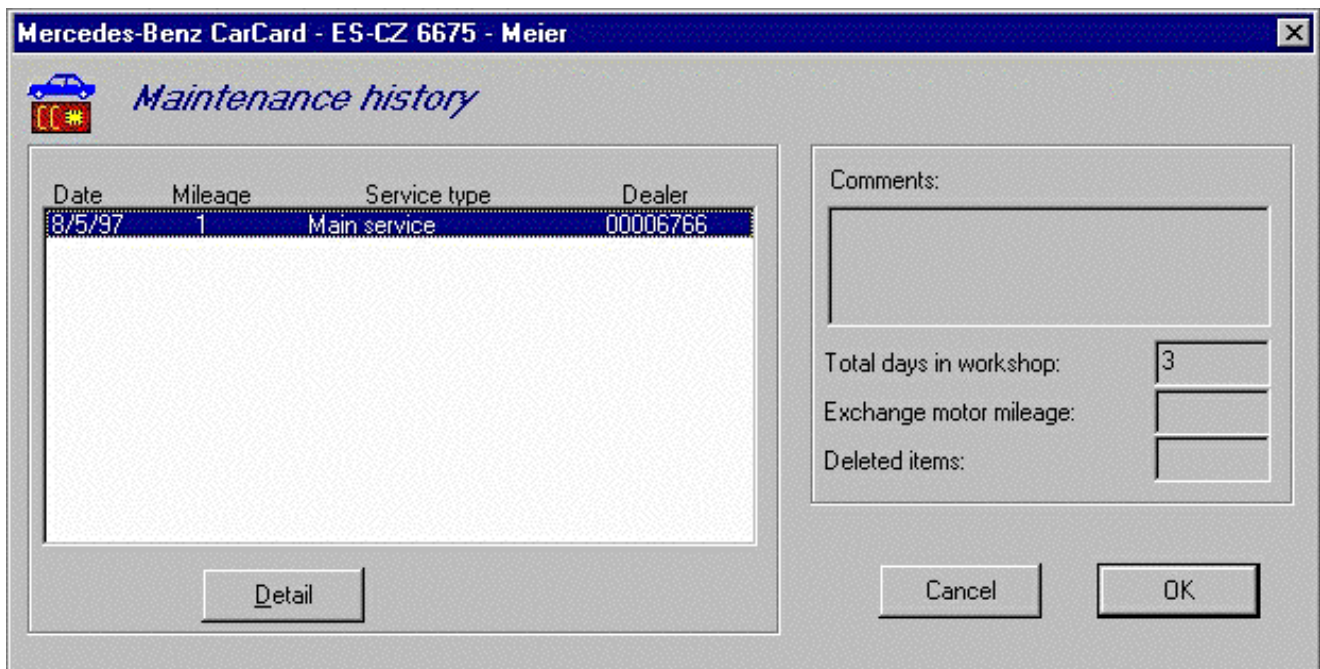 Mercedes-Benz CarCard - ES-CZ 6675 - Meier
Maintenance history
Date Mileage Service type Dealer
8/5/97 1 Main service 00006766
Detail
Comments:
Total days in workshop: 3
Exchange motor mileage:
Deleted items:
Cancel OK